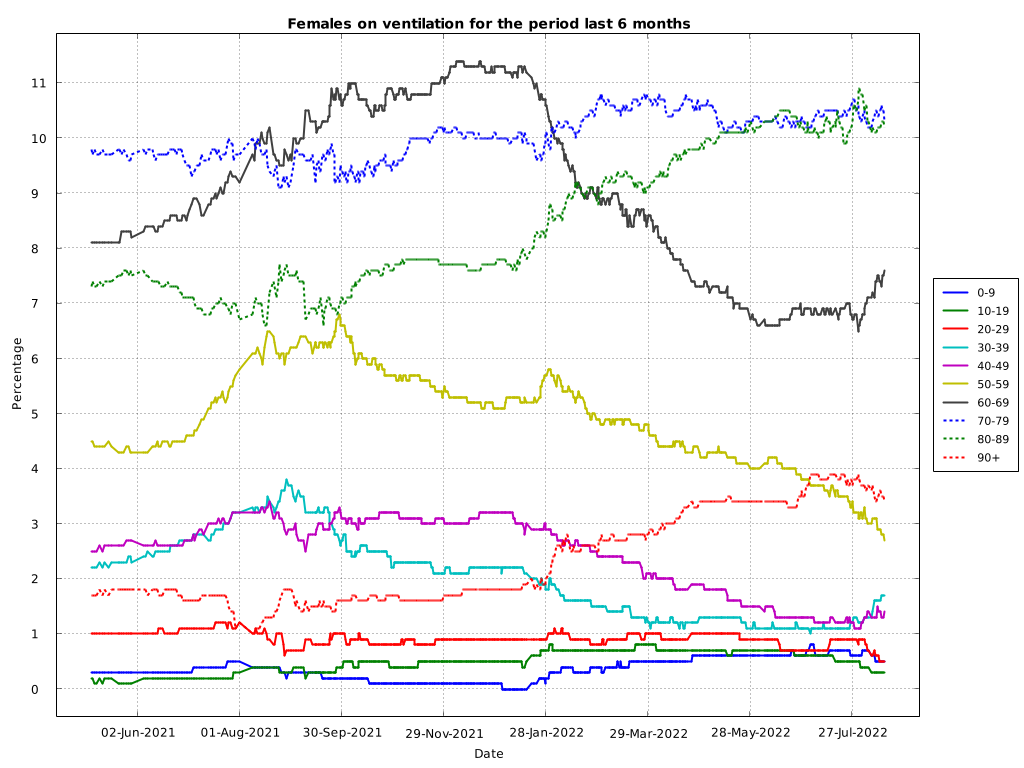 Females on ventilation for the period last 6 months
11
10
9
8
7
6
5
4
3
2
1
0
Percentage
02-Jun-2021
01-Aug-2021
30-Sep-2021
29-Nov-2021
28-Jan-2022
29-Mar-2022
28-May-2022
27-Jul-2022
Date
0-9
10-19
20-29
30-39
40-49
50-59
60-69
70-79
80-89
90+